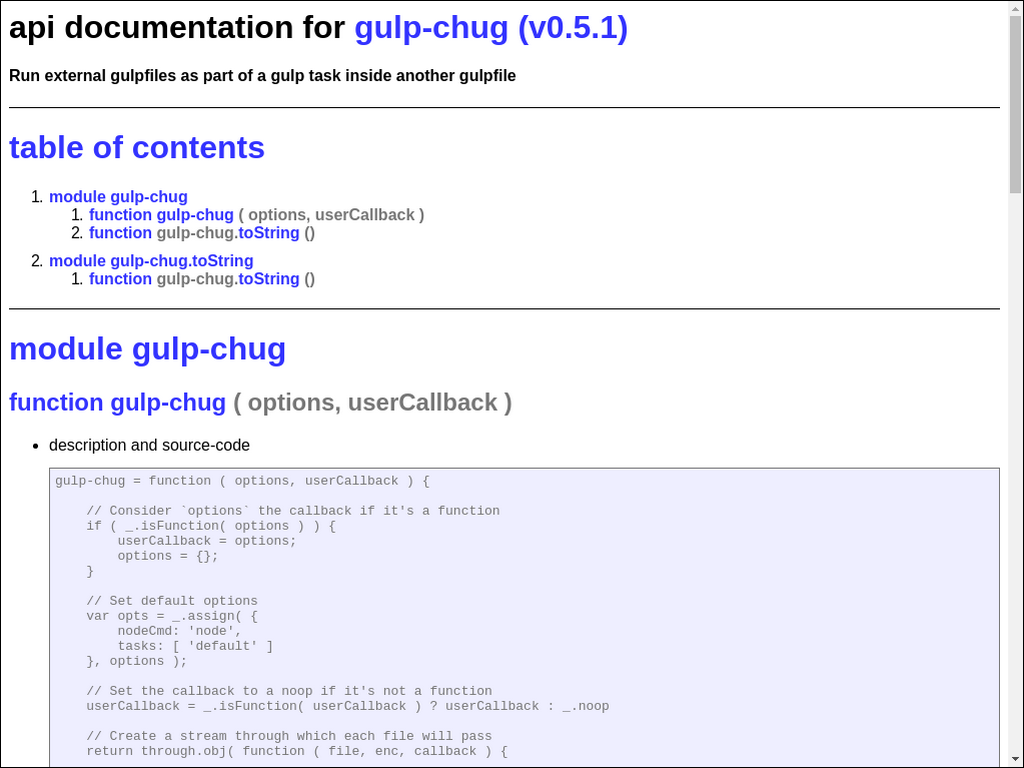 api documentation for gulp-chug (v0.5.1)
Run external gulpfiles as part of a gulp task inside another gulpfile
table of contents
1. module gulp-chug
1. function gulp-chug ( options, userCallback )
2. function gulp-chug.toString ()
2. module gulp-chug.toString
1. function gulp-chug.toString ()
module gulp-chug
function gulp-chug ( options, userCallback )
• description and source-code
gulp-chug = function ( options, userCallback ) {
// Consider `options` the callback if it's a function
if ( _.isFunction( options ) ) {
userCallback = options;
options = {};
}
// Set default options
var opts = _.assign( {
nodeCmd: 'node',
tasks: [ 'default' ]
}, options );
// Set the callback to a noop if it's not a function
userCallback = _.isFunction( userCallback ) ? userCallback : _.noop
// Create a stream through which each file will pass
return through.obj( function ( file, enc, callback ) {